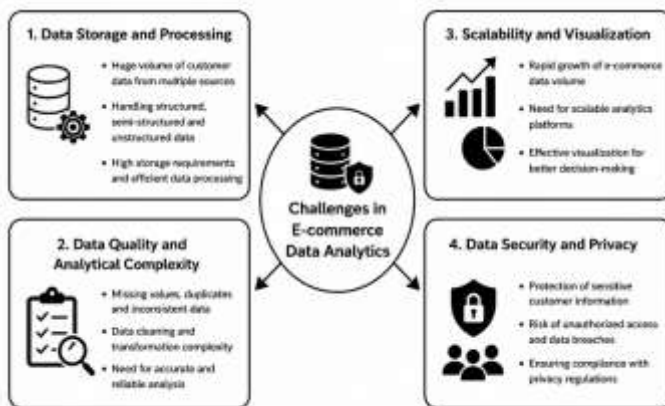 1. Data Storage and Processing
• Huge volume of customer
data from multiple sources
• Handling structured,
semi-structured and
unstructured data
• High storage requirements
and efficient data processing
3. Scalability and Visualization
• Rapid growth of e-commerce
data volume
• Need for scalable analytics
platforms
• Effective visualization for
better decision-making
Challenges in
E-commerce
Data Analytics
2. Data Quality and
Analytical Complexity
• Missing values, duplicates
and inconsistent data
• Data cleaning and
transformation complexity
• Need for accurate and
reliable analysis
4. Data Security and Privacy
• Protection of sensitive
customer information
• Risk of unauthorized access
and data breaches
• Ensuring compliance with
privacy regulations